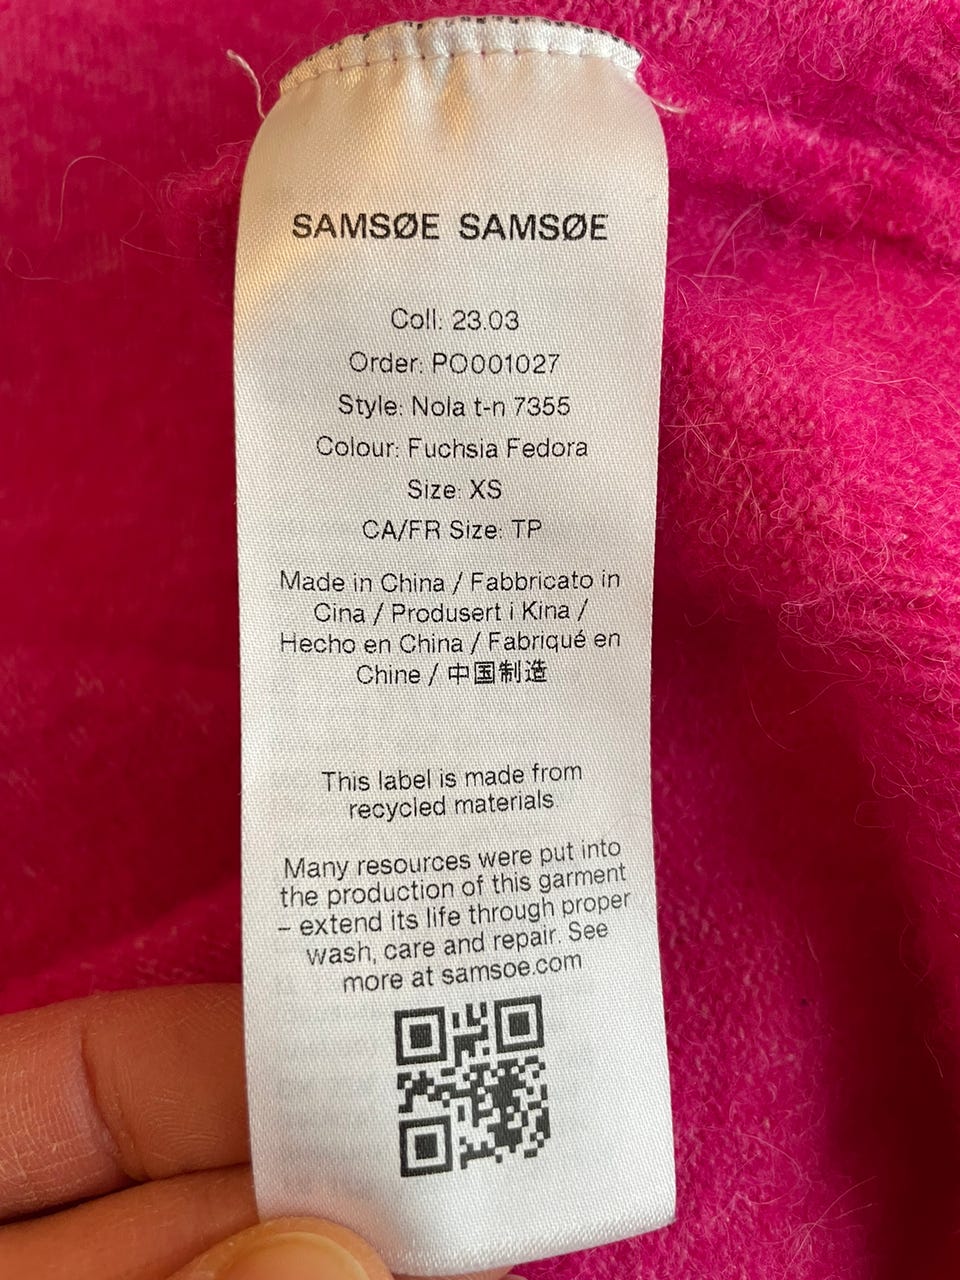 SAMSØE SAMSØE
Coll: 23.03
Order: PO001027
Style: Nola t-n 7355
Colour: Fuchsia Fedora
Size: XS
CA/FR Size: TP
Made in China / Fabbricato in
Cina / Produsert i Kina /
Hecho en China / Fabriqué en
Chine / 中国制造
This label is made from
recycled materials
Many resources were put into
the production of this garment
– extend its life through proper
wash, care and repair. See
more at samsoe.com